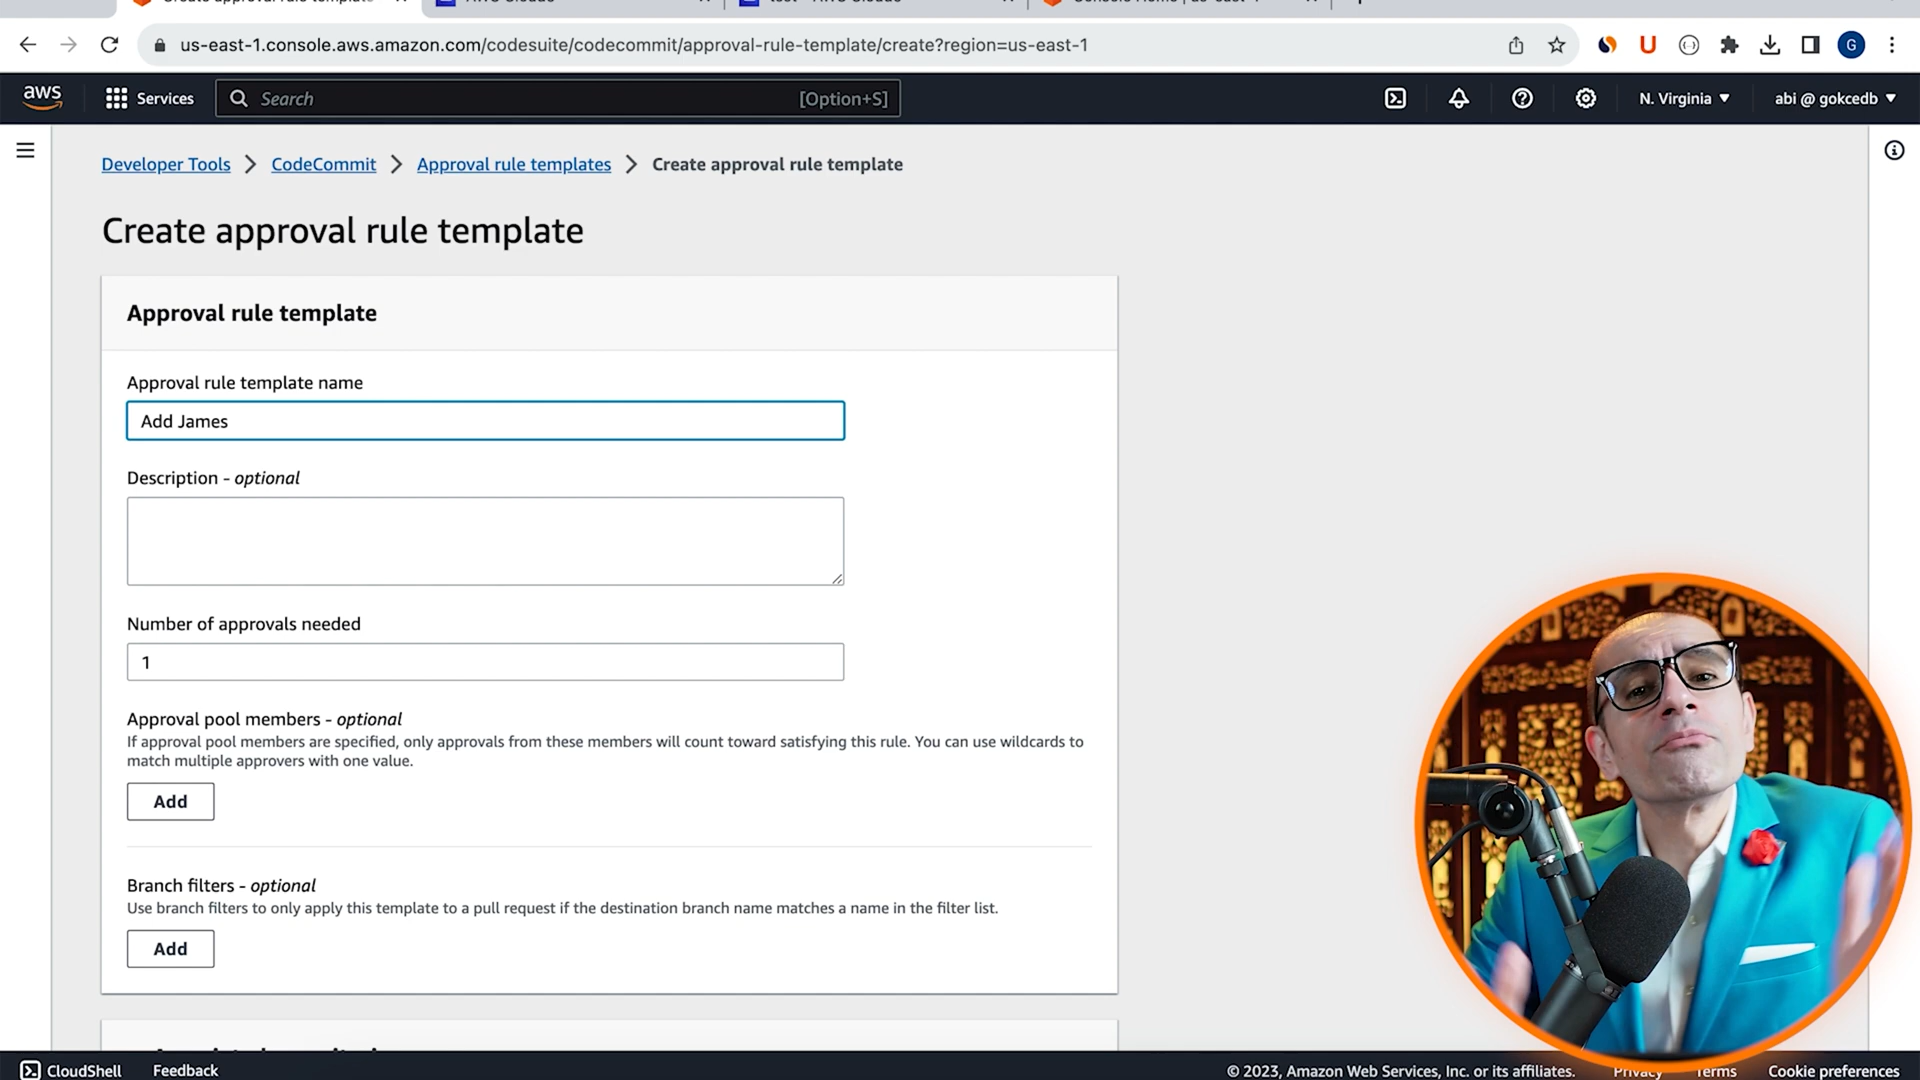 us-east-1.console.aws.amazon.com/codesuite/codecommit/approval-rule-template/create?region=us-east-1
G
aws
Services
Search
[Option+S]
N. Virginia
abi @ gokcedb
Developer Tools
CodeCommit
Approval rule templates
Create approval rule template
Create approval rule template
Approval rule template
Approval rule template name
Add James
Description - optional
Number of approvals needed
1
Approval pool members - optional
If approval pool members are specified, only approvals from these members will count toward satisfying this rule. You can use wildcards to
match multiple approvers with one value.
Add
Branch filters - optional
Use branch filters to only apply this template to a pull request if the destination branch name matches a name in the filter list.
Add
CloudShell
Feedback
© 2023, Amazon Web Services, Inc. or its affiliates.
Privacy
Terms
Cookie preferences